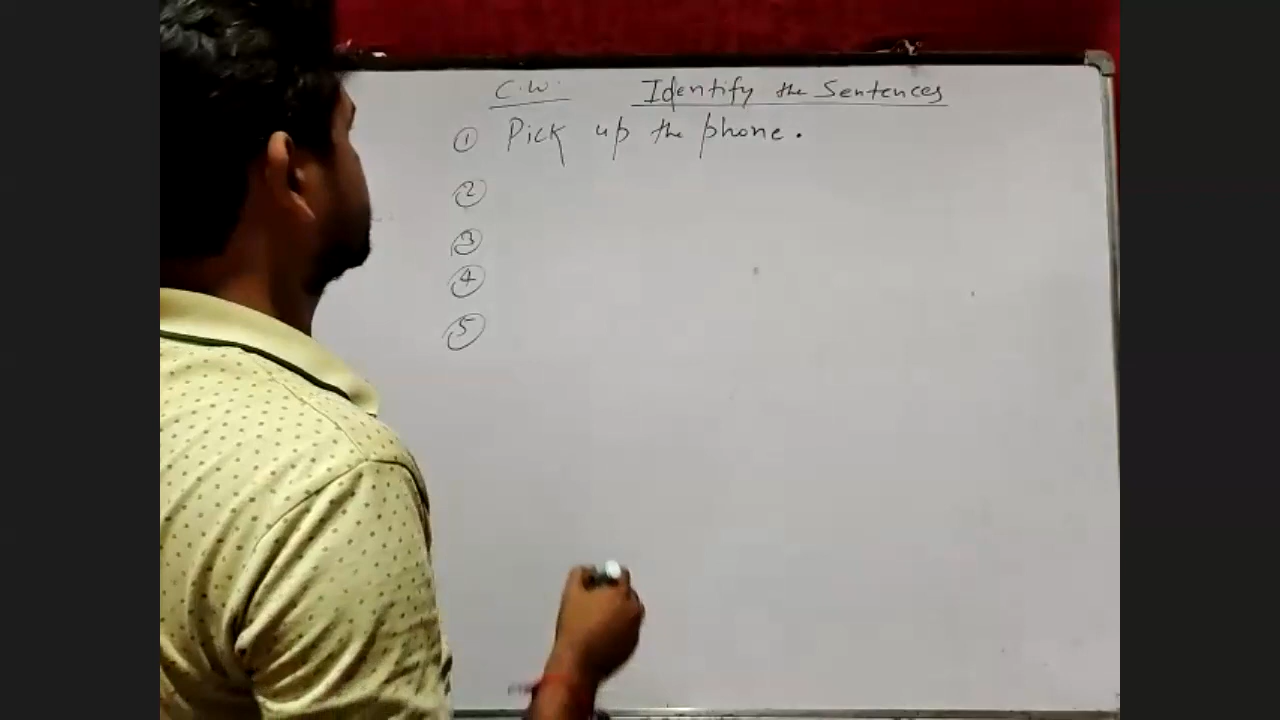 C.W. Identify the Sentences
① Pick up the phone.
②
③
④
⑤